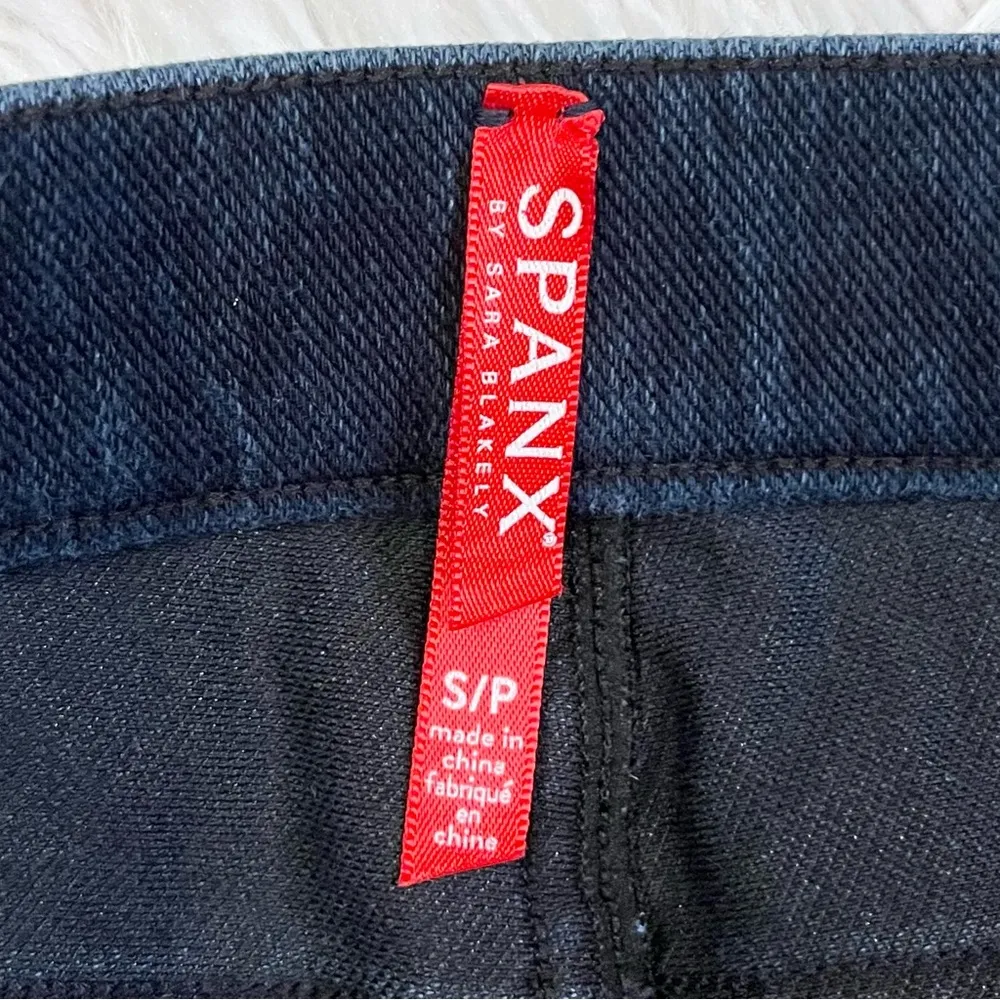 SPANX®
BY SARA BLAKELY
S/P
made in
china
fabriqué
en
chine